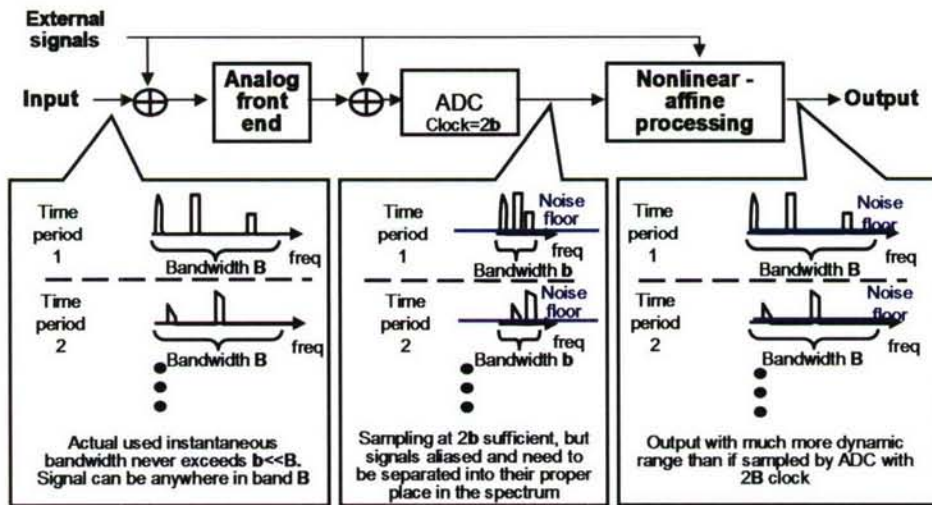 External
signals
Input
Analog
front
end
ADC
Clock=2b
Nonlinear -
affine
processing
Output
Time
period
1
Bandwidth B
freq
Time
period
2
Bandwidth B
freq
Actual used instantaneous
bandwidth never exceeds b<<B.
Signal can be anywhere in band B
Time
period
1
Noise
floor
freq
Bandwidth b
Time
period
2
Noise
floor
freq
Bandwidth b
Sampling at 2b sufficient, but
signals aliased and need to
be separated into their proper
place in the spectrum
Time
period
1
Noise
floor
Bandwidth B
freq
Time
period
2
Noise
floor
Bandwidth B
freq
Output with much more dynamic
range than if sampled by ADC with
2B clock